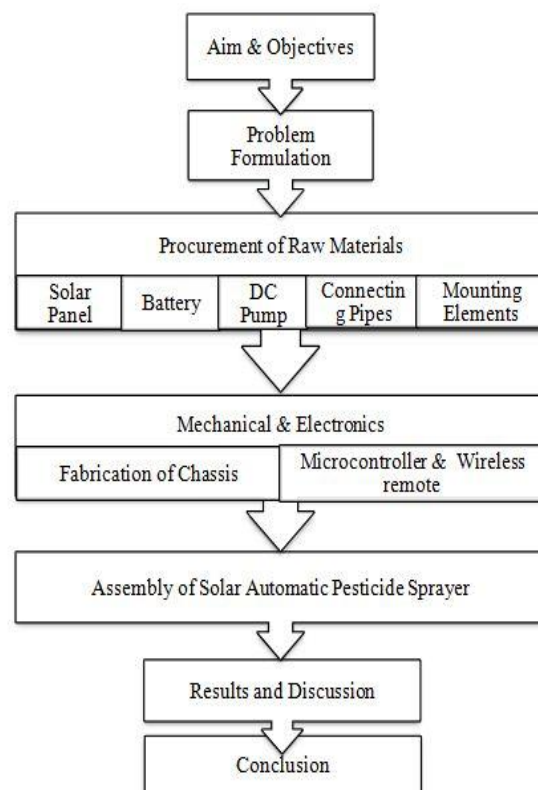 Aim & Objectives
Problem
Formulation
Procurement of Raw Materials
Solar
Panel
Battery
DC
Pump
Connectin
g Pipes
Mounting
Elements
Mechanical & Electronics
Fabrication of Chassis
Microcontroller & Wireless
remote
Assembly of Solar Automatic Pesticide Sprayer
Results and Discussion
Conclusion